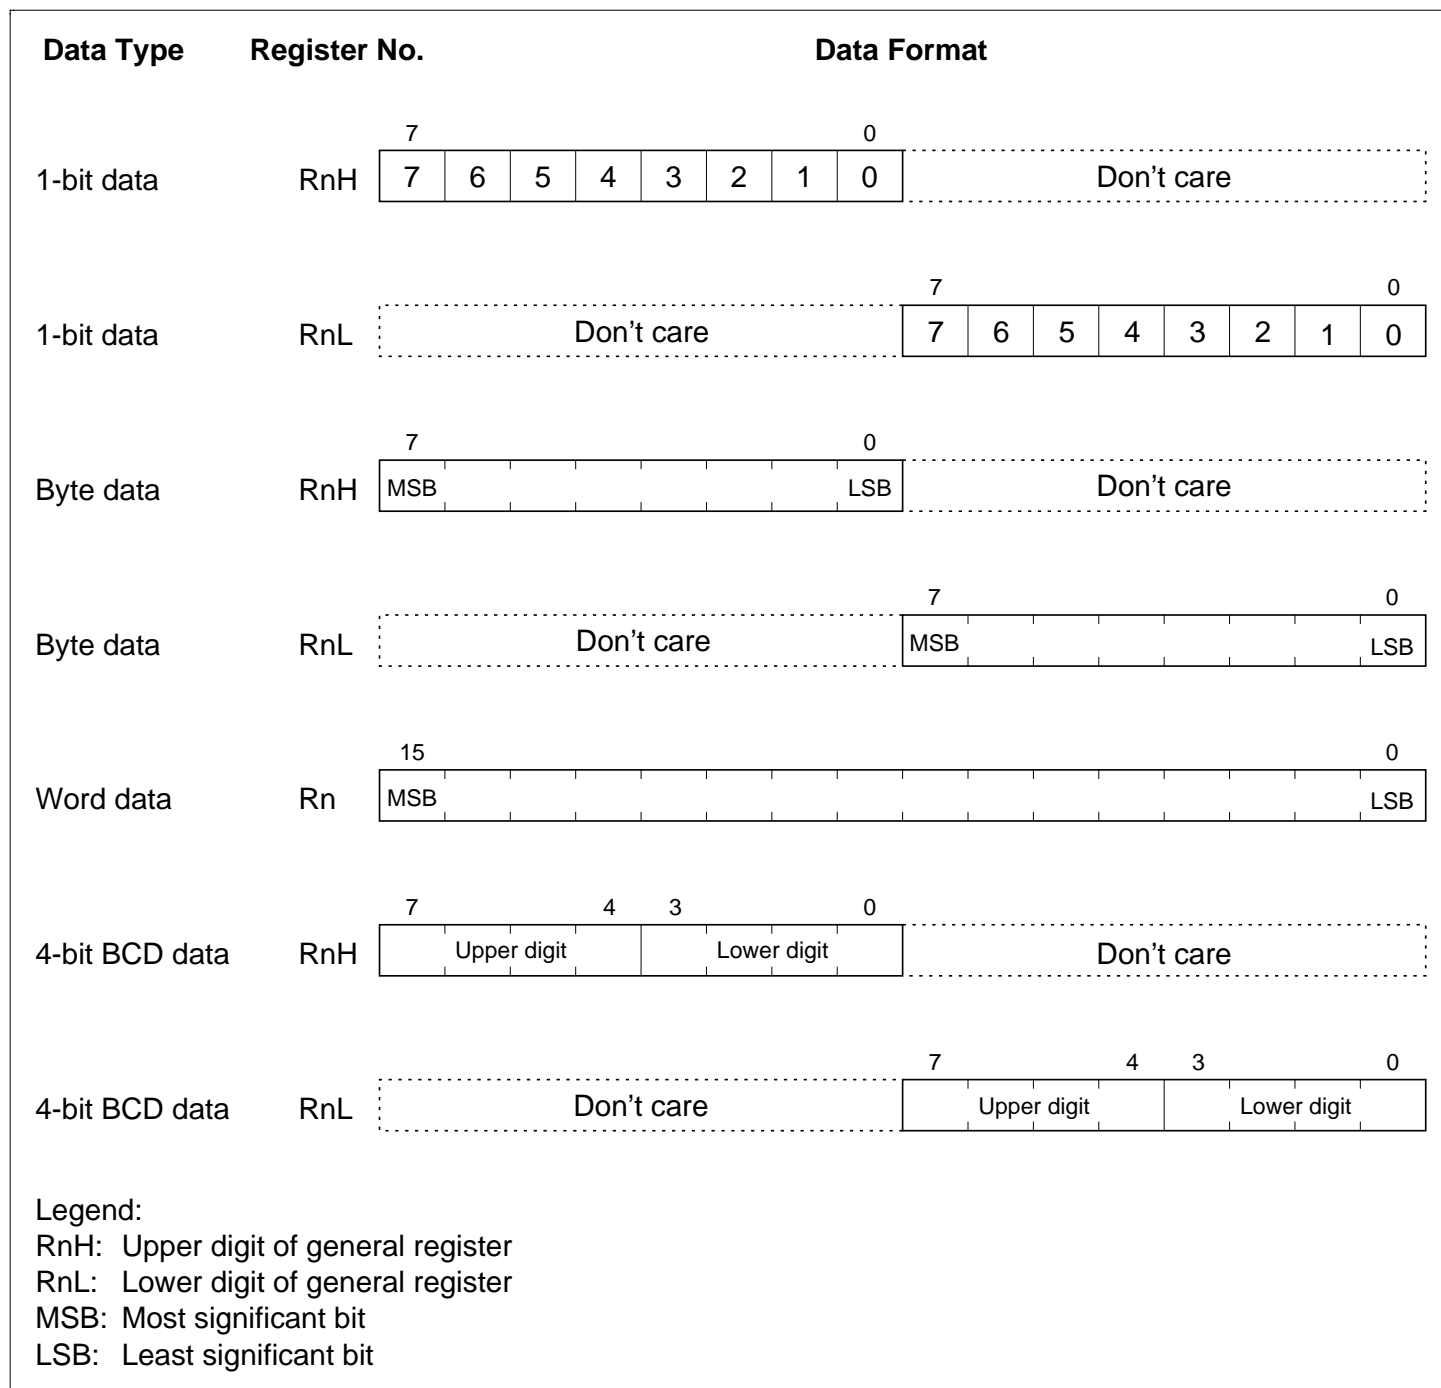 Data Type Register No. Data Format
7 0
1-bit data RnH 7 6 5 4 3 2 1 0 Don't care
7 0
1-bit data RnL Don't care 7 6 5 4 3 2 1 0
7 0
Byte data RnH MSB LSB Don't care
7 0
Byte data RnL Don't care MSB LSB
15 0
Word data Rn MSB LSB
7 4 3 0
4-bit BCD data RnH Upper digit Lower digit Don't care
7 4 3 0
4-bit BCD data RnL Don't care Upper digit Lower digit
Legend:
RnH: Upper digit of general register
RnL: Lower digit of general register
MSB: Most significant bit
LSB: Least significant bit